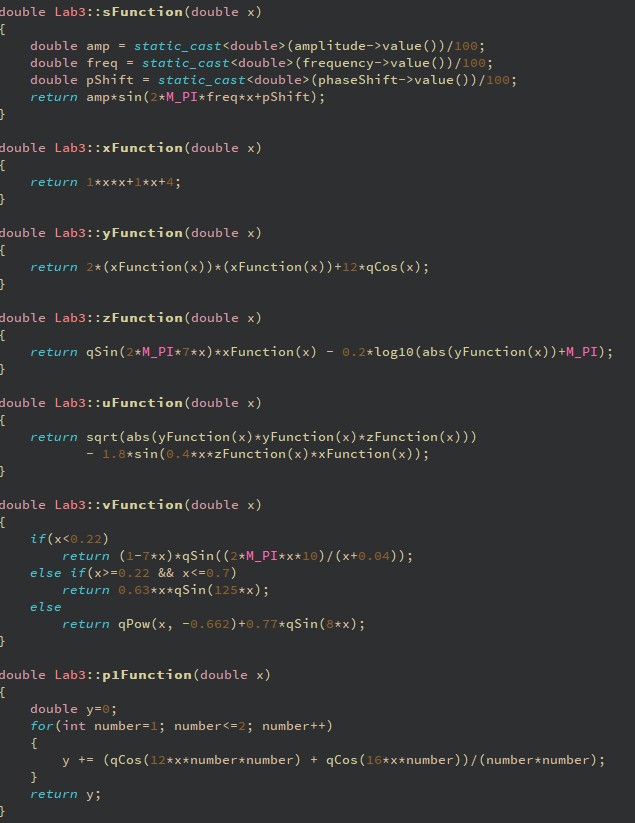 double Lab3::sFunction(double x)
{
    double amp = static_cast<double>(amplitude->value())/100;
    double freq = static_cast<double>(frequency->value())/100;
    double pShift = static_cast<double>(phaseShift->value())/100;
    return amp*sin(2*M_PI*freq*x+pShift);
}

double Lab3::xFunction(double x)
{
    return 1*x*x+1*x+4;
}

double Lab3::yFunction(double x)
{
    return 2*(xFunction(x))*(xFunction(x))+12*qCos(x);
}

double Lab3::zFunction(double x)
{
    return qSin(2*M_PI*7*x)*xFunction(x) - 0.2*log10(abs(yFunction(x))+M_PI);
}

double Lab3::uFunction(double x)
{
    return sqrt(abs(yFunction(x)*yFunction(x)*zFunction(x)))
           - 1.8*sin(0.4*x*zFunction(x)*xFunction(x));
}

double Lab3::vFunction(double x)
{
    if(x<0.22)
        return (1-7*x)*qSin((2*M_PI*x*10)/(x+0.04));
    else if(x>=0.22 && x<=0.7)
        return 0.63*x*qSin(125*x);
    else
        return qPow(x, -0.662)+0.77*qSin(8*x);
}

double Lab3::p1Function(double x)
{
    double y=0;
    for(int number=1; number<=2; number++)
    {
        y += (qCos(12*x*number*number) + qCos(16*x*number))/(number*number);
    }
    return y;
}